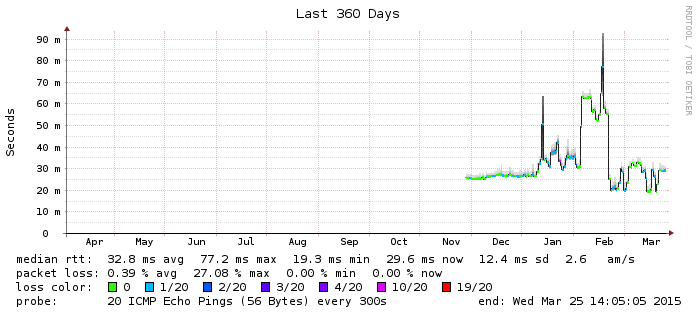 Last 360 Days
RRDTOOL / TOBI OETIKER
Seconds
90 m
80 m
70 m
60 m
50 m
40 m
30 m
20 m
10 m
0
Apr May Jun Jul Aug Sep Oct Nov Dec Jan Feb Mar
median rtt: 32.8 ms avg 77.2 ms max 19.3 ms min 29.6 ms now 12.4 ms sd 2.6 am/s
packet loss: 0.39 % avg 27.08 % max 0.00 % min 0.00 % now
loss color: 0 1/20 2/20 3/20 4/20 10/20 19/20
probe: 20 ICMP Echo Pings (56 Bytes) every 300s end: Wed Mar 25 14:05:05 2015